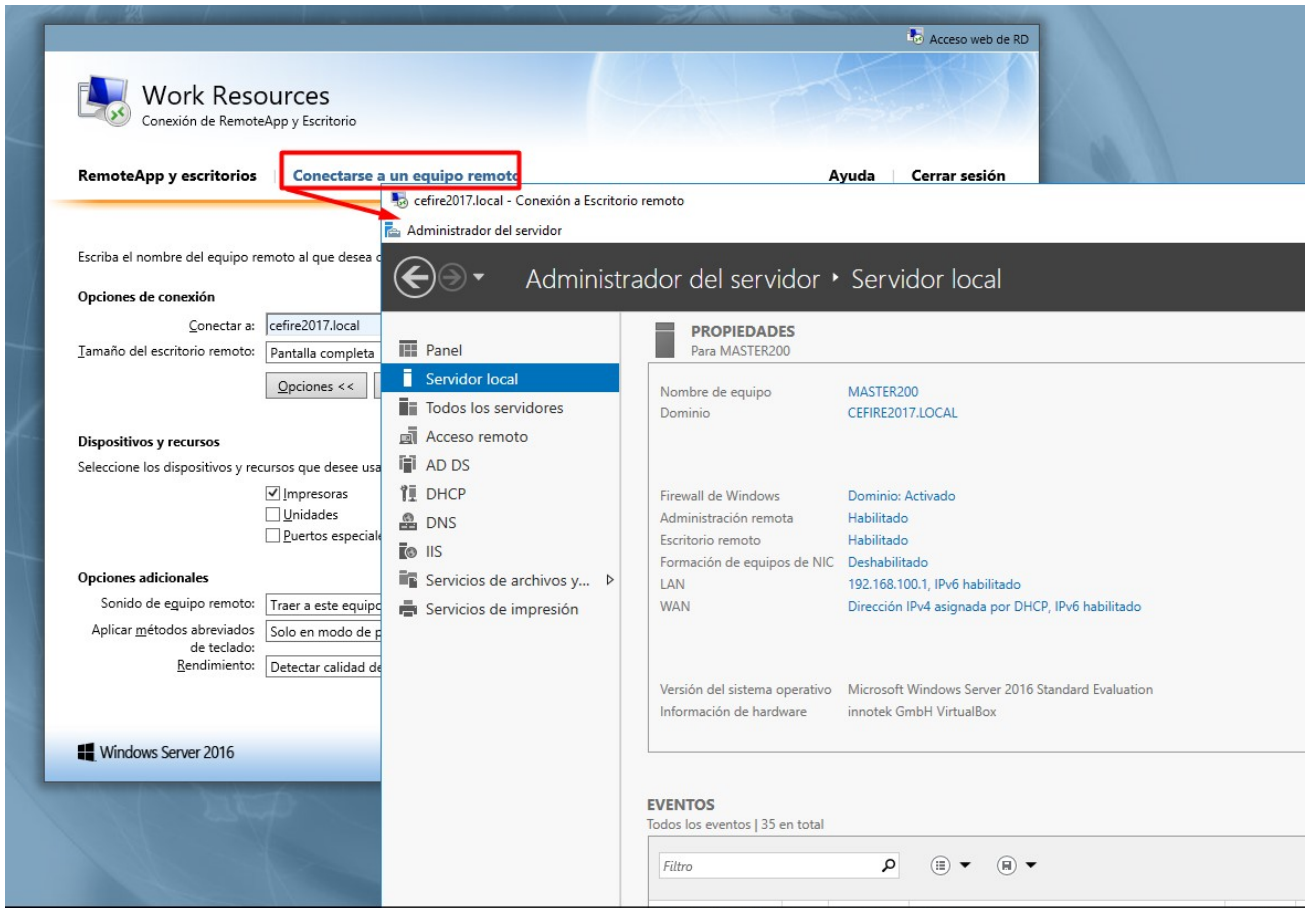 Acceso web de RD
Work Resources
Conexión de RemoteApp y Escritorio
RemoteApp y escritorios | Conectarse a un equipo remoto
Ayuda | Cerrar sesión
Escriba el nombre del equipo remoto al que desea
Opciones de conexión
Conectar a: cefire2017.local
Tamaño del escritorio remoto: Pantalla completa
Opciones <<
Dispositivos y recursos
Seleccione los dispositivos y recursos que desee usa
Impresoras
Unidades
Puertos especiale
Opciones adicionales
Sonido de equipo remoto: Traer a este equipo
Aplicar métodos abreviados
de teclado:
Solo en modo de p
Rendimiento: Detectar calidad de
Windows Server 2016
cefire2017.local - Conexión a Escritorio remoto
Administrador del servidor
Administrador del servidor ‣ Servidor local
Panel
Servidor local
Todos los servidores
Acceso remoto
AD DS
DHCP
DNS
IIS
Servicios de archivos y...
Servicios de impresión
PROPIEDADES
Para MASTER200
Nombre de equipo MASTER200
Dominio CEFIRE2017.LOCAL
Firewall de Windows Dominio: Activado
Administración remota Habilitado
Escritorio remoto Habilitado
Formación de equipos de NIC Deshabilitado
LAN 192.168.100.1, IPv6 habilitado
WAN Dirección IPv4 asignada por DHCP, IPv6 habilitado
Versión del sistema operativo Microsoft Windows Server 2016 Standard Evaluation
Información de hardware innotek GmbH VirtualBox
EVENTOS
Todos los eventos | 35 en total
Filtro